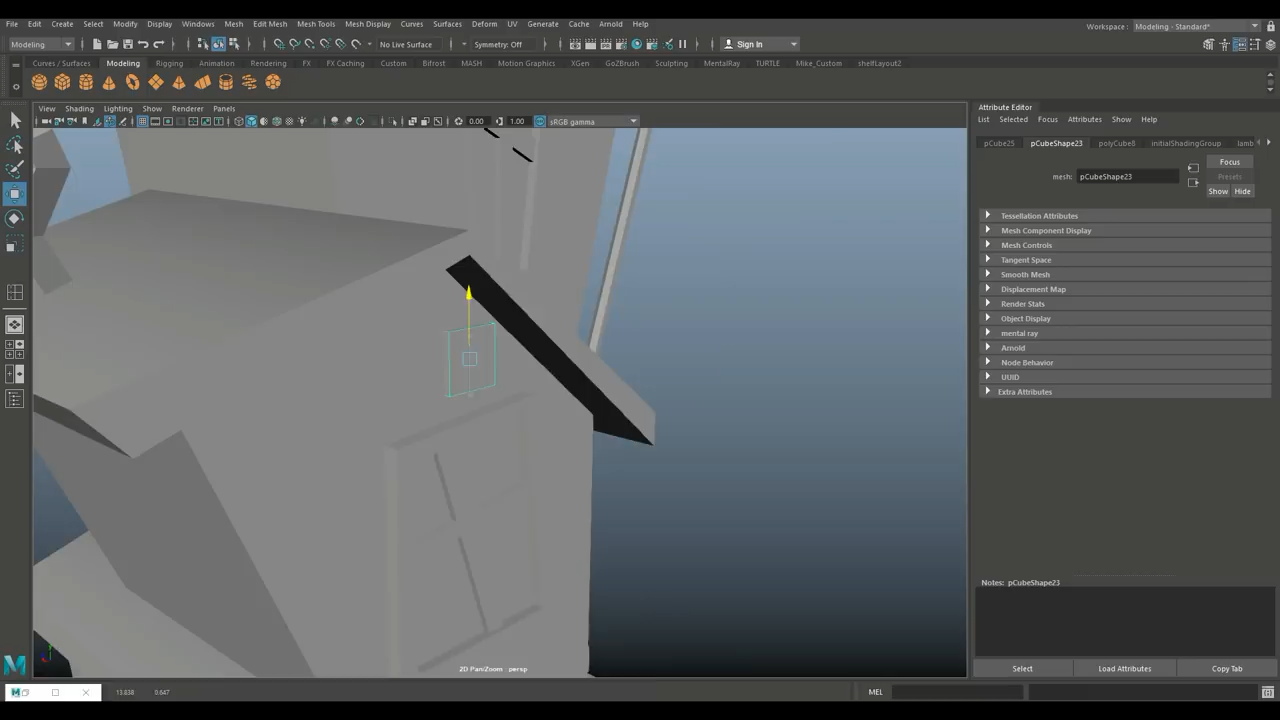 File Edit Create Select Modify Display Windows Mesh Edit Mesh Mesh Tools Mesh Display Curves Surfaces Deform UV Generate Cache Arnold Help
Workspace : Modeling - Standard*
Modeling No Live Surface Symmetry: Off Sign In
Curves / Surfaces Modeling Rigging Animation Rendering FX FX Caching Custom Bifrost MASH Motion Graphics XGen GoZBrush Sculpting MentalRay TURTLE Mike_Custom shelfLayout2
View Shading Lighting Show Renderer Panels
0.00 1.00 sRGB gamma
Attribute Editor
List Selected Focus Attributes Show Help
pCube25 pCubeShape23 polyCube8 initialShadingGroup lamb
Focus
mesh: pCubeShape23 Presets
Show Hide
Tessellation Attributes
Mesh Component Display
Mesh Controls
Tangent Space
Smooth Mesh
Displacement Map
Render Stats
Object Display
mental ray
Arnold
Node Behavior
UUID
Extra Attributes
Notes: pCubeShape23
2D Pan/Zoom : persp
Select Load Attributes Copy Tab
13.838 0.647 MEL